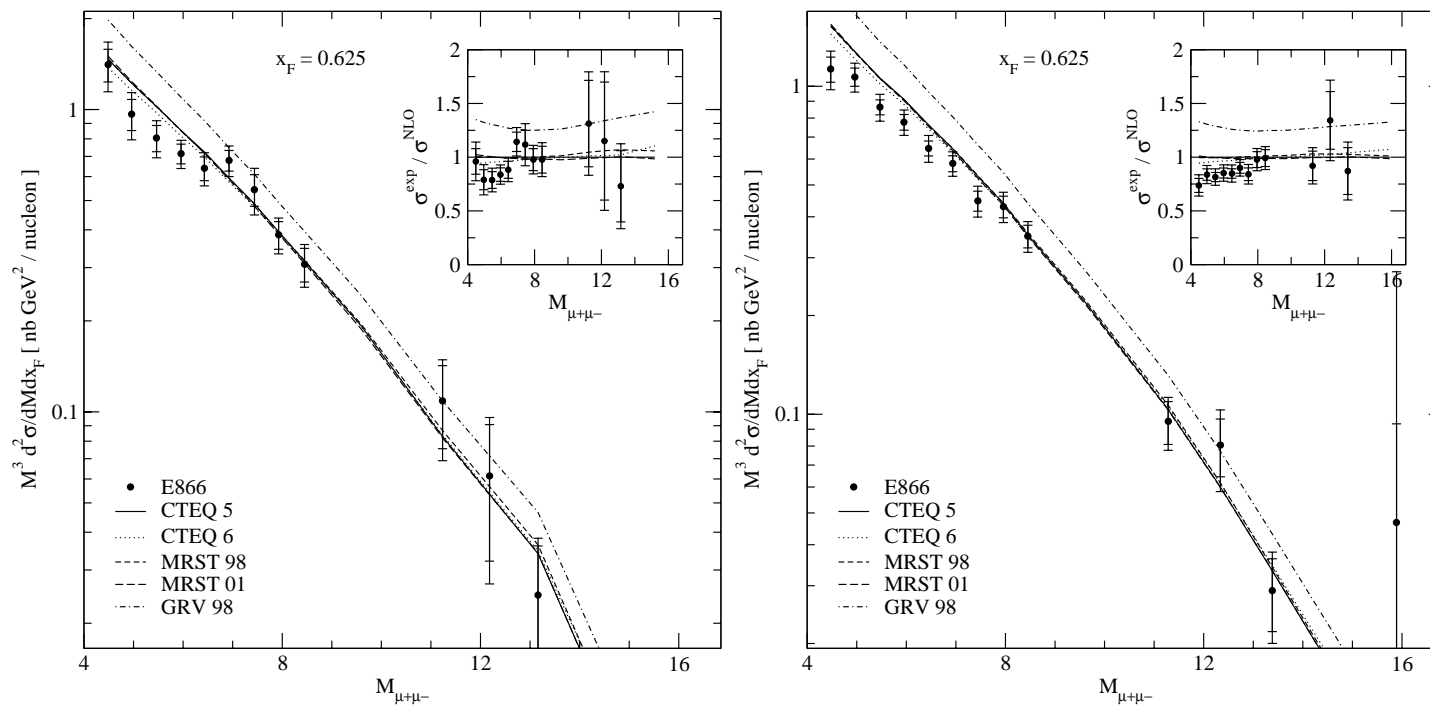 x_F = 0.625
2
1.5
1
0.5
0
σ^exp / σ^NLO
4 8 12 16
M_μ+μ−
1
0.1
M^3 d^2σ/dMdx_F [ nb GeV^2 / nucleon]
E866
CTEQ 5
CTEQ 6
MRST 98
MRST 01
GRV 98
4 8 12 16
M_μ+μ−
x_F = 0.625
2
1.5
1
0.5
0
σ^exp / σ^NLO
4 8 12 16
M_μ+μ−
1
0.1
M^3 d^2σ/dMdx_F [ nb GeV^2 / nucleon]
E866
CTEQ 5
CTEQ 6
MRST 98
MRST 01
GRV 98
4 8 12 16
M_μ+μ−